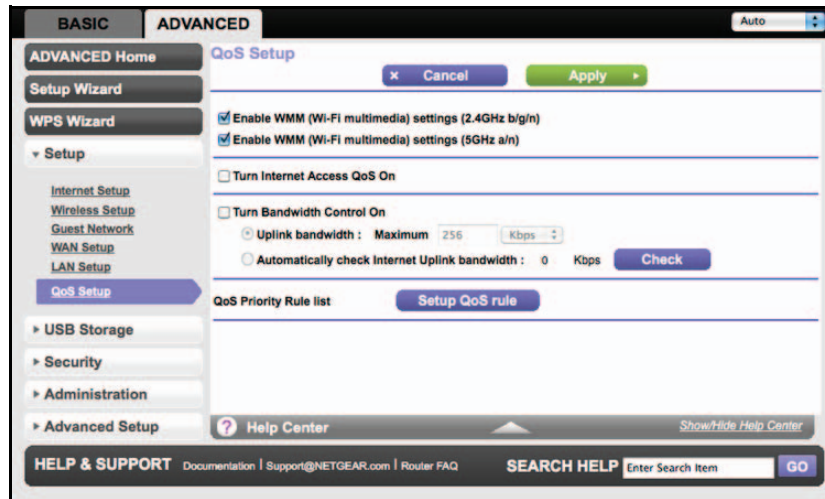 BASIC ADVANCED Auto
ADVANCED Home
Setup Wizard
WPS Wizard
Setup
Internet Setup
Wireless Setup
Guest Network
WAN Setup
LAN Setup
QoS Setup
USB Storage
Security
Administration
Advanced Setup
QoS Setup
× Cancel Apply
Enable WMM (Wi-Fi multimedia) settings (2.4GHz b/g/n)
Enable WMM (Wi-Fi multimedia) settings (5GHz a/n)
Turn Internet Access QoS On
Turn Bandwidth Control On
Uplink bandwidth : Maximum 256 Kbps
Automatically check Internet Uplink bandwidth : 0 Kbps Check
QoS Priority Rule list Setup QoS rule
? Help Center Show/Hide Help Center
HELP & SUPPORT Documentation | Support@NETGEAR.com | Router FAQ SEARCH HELP Enter Search Item GO